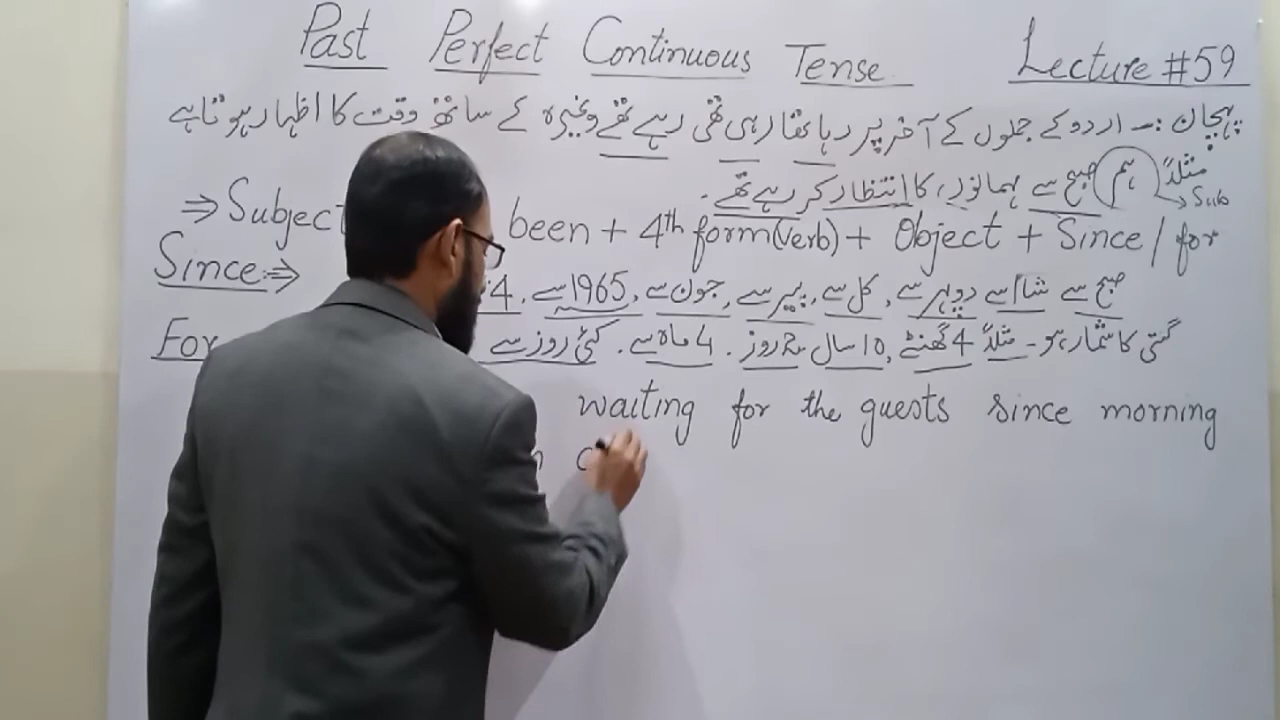 Past Perfect Continuous Tense Lecture #59
پہچان :۔ اردو کے جملوں کے آخر پر رہا تھا، رہی تھی، رہے تھے وغیرہ کے ساتھ وقت کا اظہار ہوتا ہے
مثلاً ہم صبح سے مہمانوں کا انتظار کر رہے تھے ۔
Sub
⇒ Subject been + 4th form(Verb) + Object + Since / for
Since :⇒ صبح سے شام سے، دوپہر سے، کل سے، پیر سے، جون سے، 1965 سے، 4
For گنتی کا شمار ہو ۔ مثلاً 4 گھنٹے، 10 سال سے 2 روز ۔ 4 ماہ سے ۔ کئی روز سے
waiting for the guests since morning